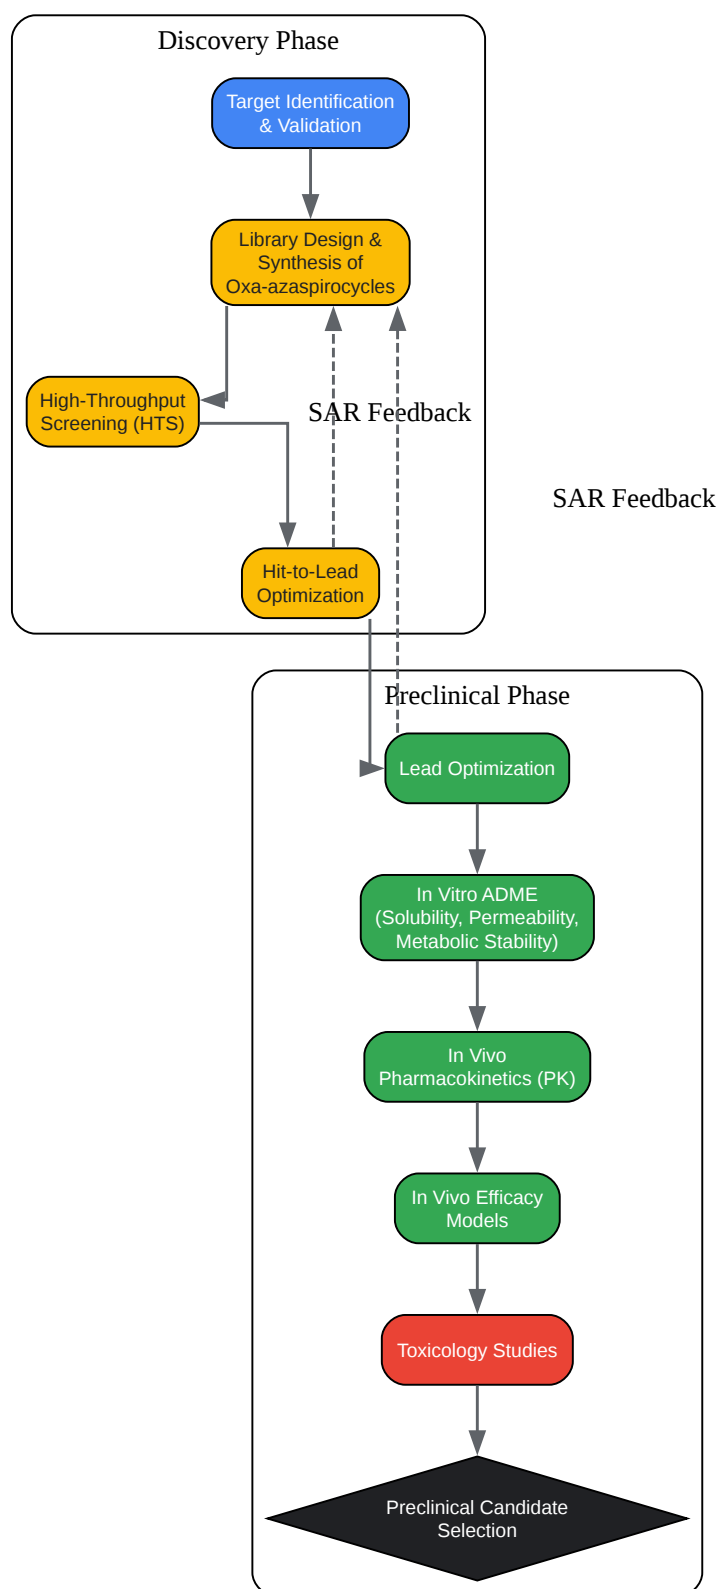 Discovery Phase
Target Identification
& Validation
Library Design &
Synthesis of
Oxa-azaspirocycles
High-Throughput
Screening (HTS)
SAR Feedback
SAR Feedback
Hit-to-Lead
Optimization
Preclinical Phase
Lead Optimization
In Vitro ADME
(Solubility, Permeability,
Metabolic Stability)
In Vivo
Pharmacokinetics (PK)
In Vivo Efficacy
Models
Toxicology Studies
Preclinical Candidate
Selection